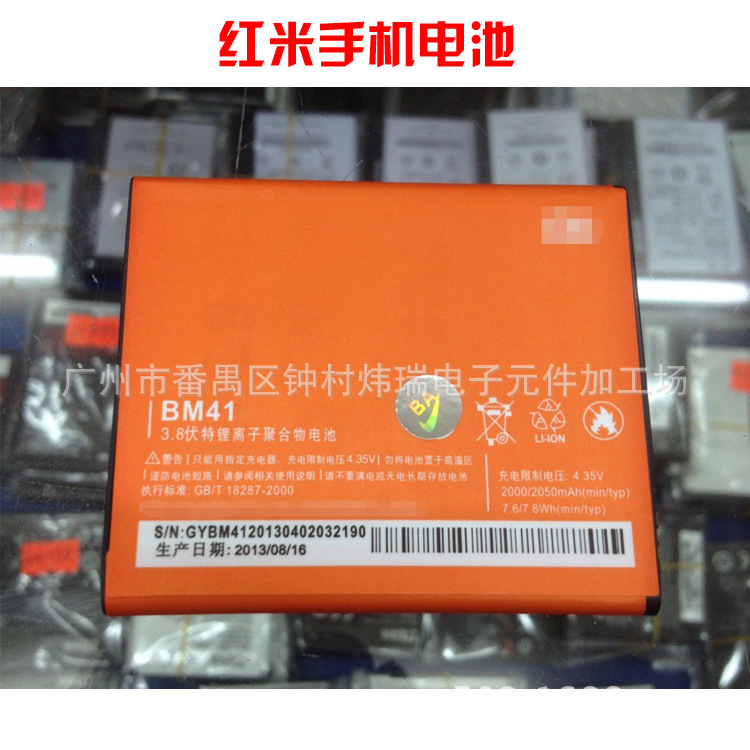 红米手机电池
广州市番禺区钟村炜瑞电子元件加工场
BM41
3.8伏特锂离子聚合物电池
BA
LI-ION
警告:只能用指定充电器,充电限制电压4.35V 勿将电池置于高温区
谨防电池短路 请参阅相关使用说明 请不要过满或无电长期存放电池
执行标准: GB/T 18287-2000
充电限制电压: 4.35V
2000/2050mAh(min/typ)
7.6/7.8Wh(min/typ)
S/N:GYBM4120130402032190
生产日期: 2013/08/16